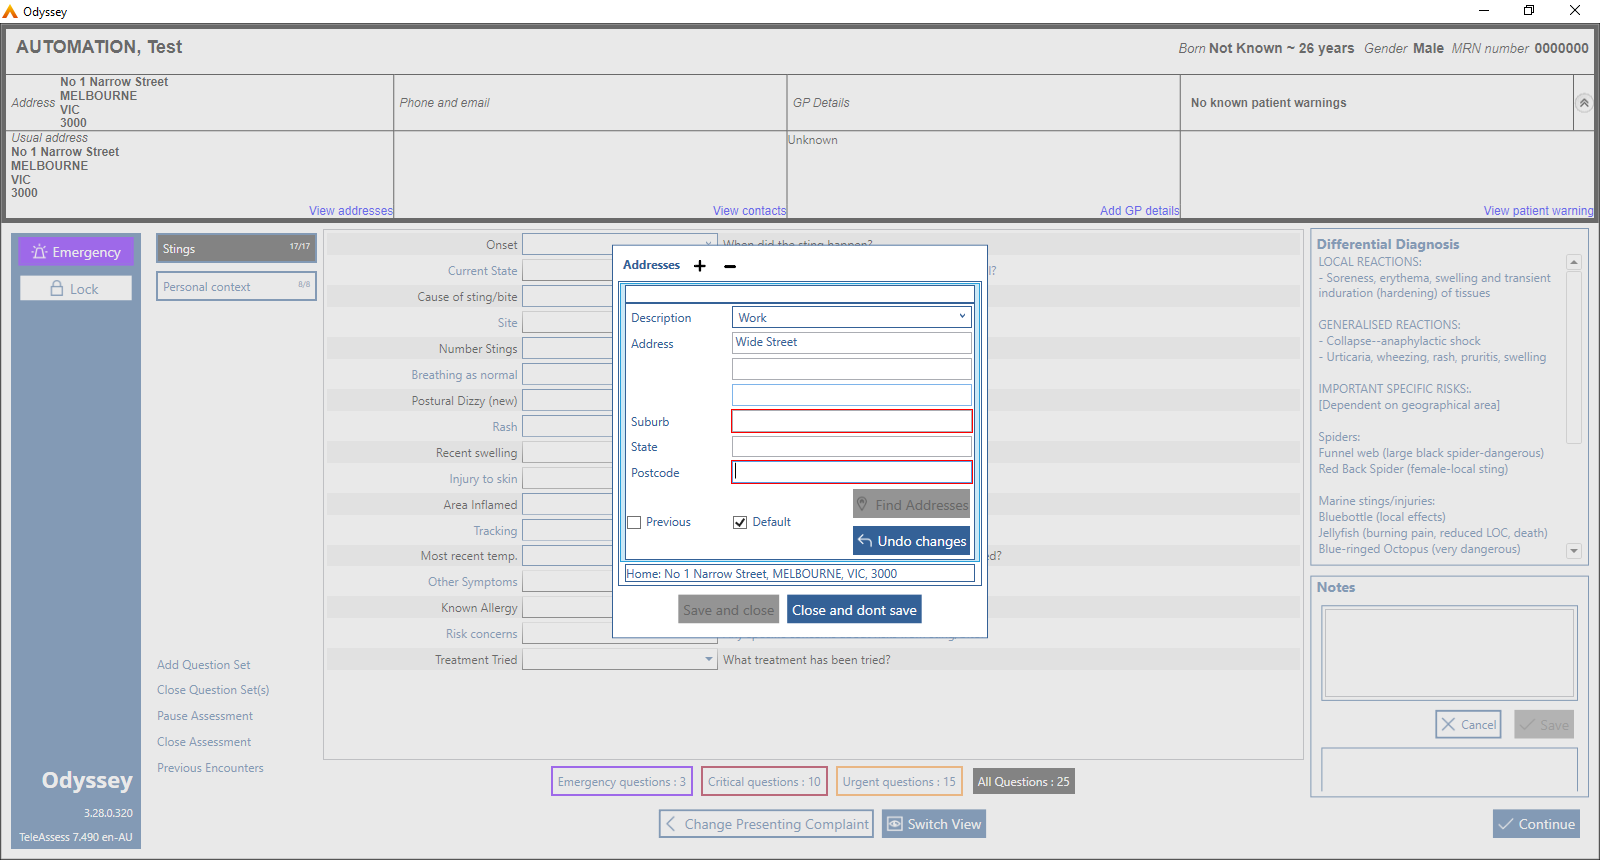 Odyssey
AUTOMATION, Test
Born Not Known ~ 26 years Gender Male MRN number 0000000
Address
No 1 Narrow Street
MELBOURNE
VIC
3000
Phone and email
GP Details
No known patient warnings
Usual address
No 1 Narrow Street
MELBOURNE
VIC
3000
Unknown
View addresses
View contacts
Add GP details
View patient warning
Emergency
Lock
Stings 17/17
Personal context 8/8
Onset When did the sting happen?
Current State l?
Cause of sting/bite
Site
Number Stings
Breathing as normal
Postural Dizzy (new)
Rash
Recent swelling
Injury to skin
Area Inflamed
Tracking
Most recent temp. ed?
Other Symptoms
Known Allergy
Risk concerns
Treatment Tried What treatment has been tried?
Addresses + −
Description Work
Address Wide Street
Suburb
State
Postcode
Find Addresses
Previous Default
Undo changes
Home: No 1 Narrow Street, MELBOURNE, VIC, 3000
Save and close Close and dont save
Differential Diagnosis
LOCAL REACTIONS:
- Soreness, erythema, swelling and transient
induration (hardening) of tissues
GENERALISED REACTIONS:
- Collapse--anaphylactic shock
- Urticaria, wheezing, rash, pruritis, swelling
IMPORTANT SPECIFIC RISKS:.
[Dependent on geographical area]
Spiders:
Funnel web (large black spider-dangerous)
Red Back Spider (female-local sting)
Marine stings/injuries:
Bluebottle (local effects)
Jellyfish (burning pain, reduced LOC, death)
Blue-ringed Octopus (very dangerous)
Notes
Cancel Save
Add Question Set
Close Question Set(s)
Pause Assessment
Close Assessment
Previous Encounters
Odyssey
3.28.0.320
TeleAssess 7.490 en-AU
Emergency questions : 3 Critical questions : 10 Urgent questions : 15 All Questions : 25
Change Presenting Complaint Switch View
Continue